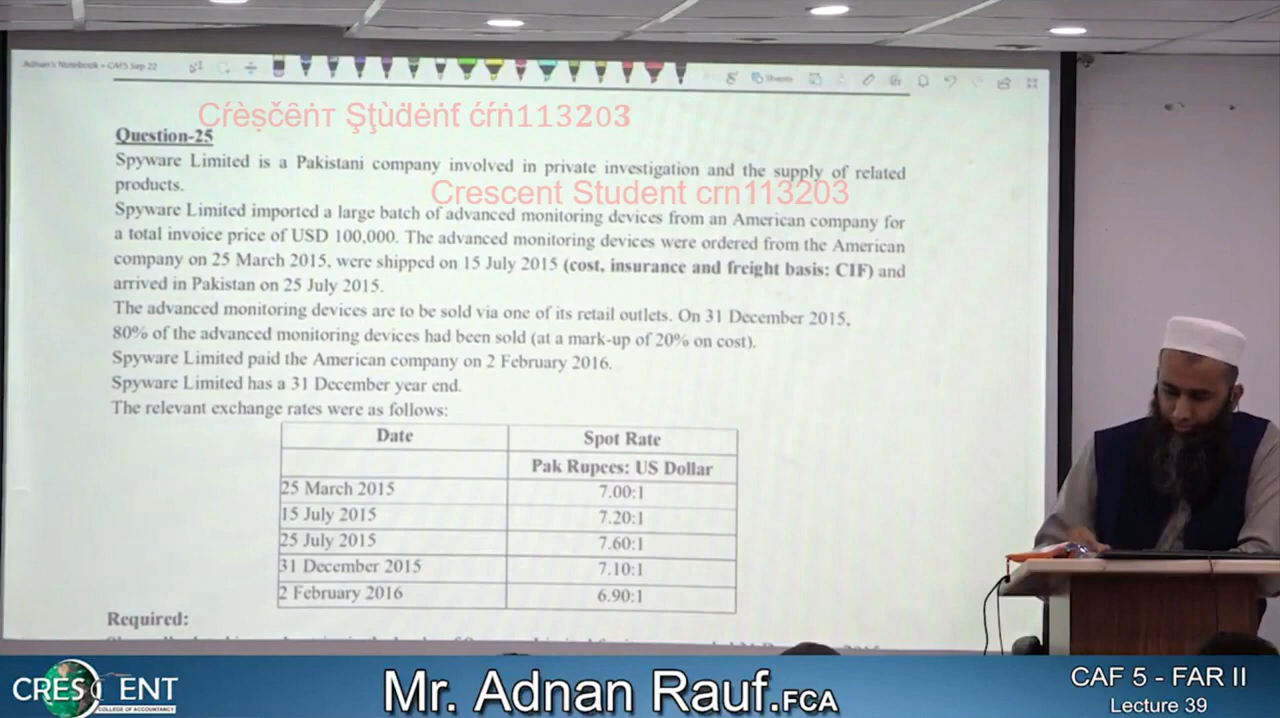 Adnan's Notebook - CAF5 Sep 22
Share
Cŕèșčêṅт Şţùḋėṅť ćŕṅ113203
Question-25
Spyware Limited is a Pakistani company involved in private investigation and the supply of related
products.
Crescent Student crn113203
Spyware Limited imported a large batch of advanced monitoring devices from an American company for
a total invoice price of USD 100,000. The advanced monitoring devices were ordered from the American
company on 25 March 2015, were shipped on 15 July 2015 (cost, insurance and freight basis: CIF) and
arrived in Pakistan on 25 July 2015.
The advanced monitoring devices are to be sold via one of its retail outlets. On 31 December 2015,
80% of the advanced monitoring devices had been sold (at a mark-up of 20% on cost).
Spyware Limited paid the American company on 2 February 2016.
Spyware Limited has a 31 December year end.
The relevant exchange rates were as follows:
Date Spot Rate
Pak Rupees: US Dollar
25 March 2015 7.00:1
15 July 2015 7.20:1
25 July 2015 7.60:1
31 December 2015 7.10:1
2 February 2016 6.90:1
Required:
CRESCENT
COLLEGE OF ACCOUNTANCY
Mr. Adnan Rauf.FCA
CAF 5 - FAR II
Lecture 39